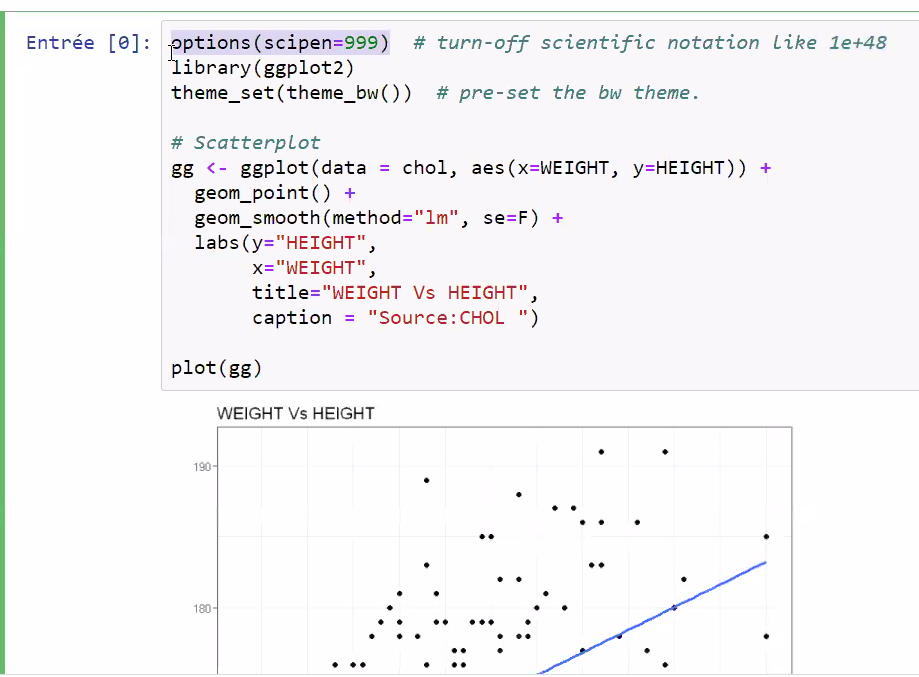 Entrée [0]: options(scipen=999)  # turn-off scientific notation like 1e+48
library(ggplot2)
theme_set(theme_bw())  # pre-set the bw theme.
# Scatterplot
gg <- ggplot(data = chol, aes(x=WEIGHT, y=HEIGHT)) +
  geom_point() +
  geom_smooth(method="lm", se=F) +
  labs(y="HEIGHT",
       x="WEIGHT",
       title="WEIGHT Vs HEIGHT",
       caption = "Source:CHOL ")
plot(gg)
WEIGHT Vs HEIGHT
190
180